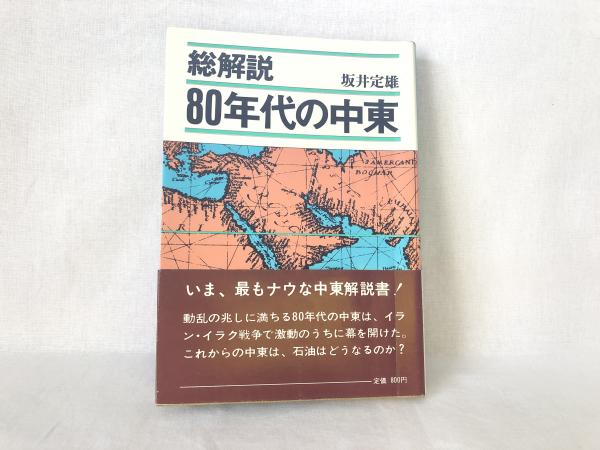 総解説
坂井定雄
80年代の中東
SAMERCAND
BOCHAR
いま、最もナウな中東解説書!
動乱の兆しに満ちる80年代の中東は、イラ
ン・イラク戦争で激動のうちに幕を開けた。
これからの中東は、石油はどうなるのか?
定価 800円